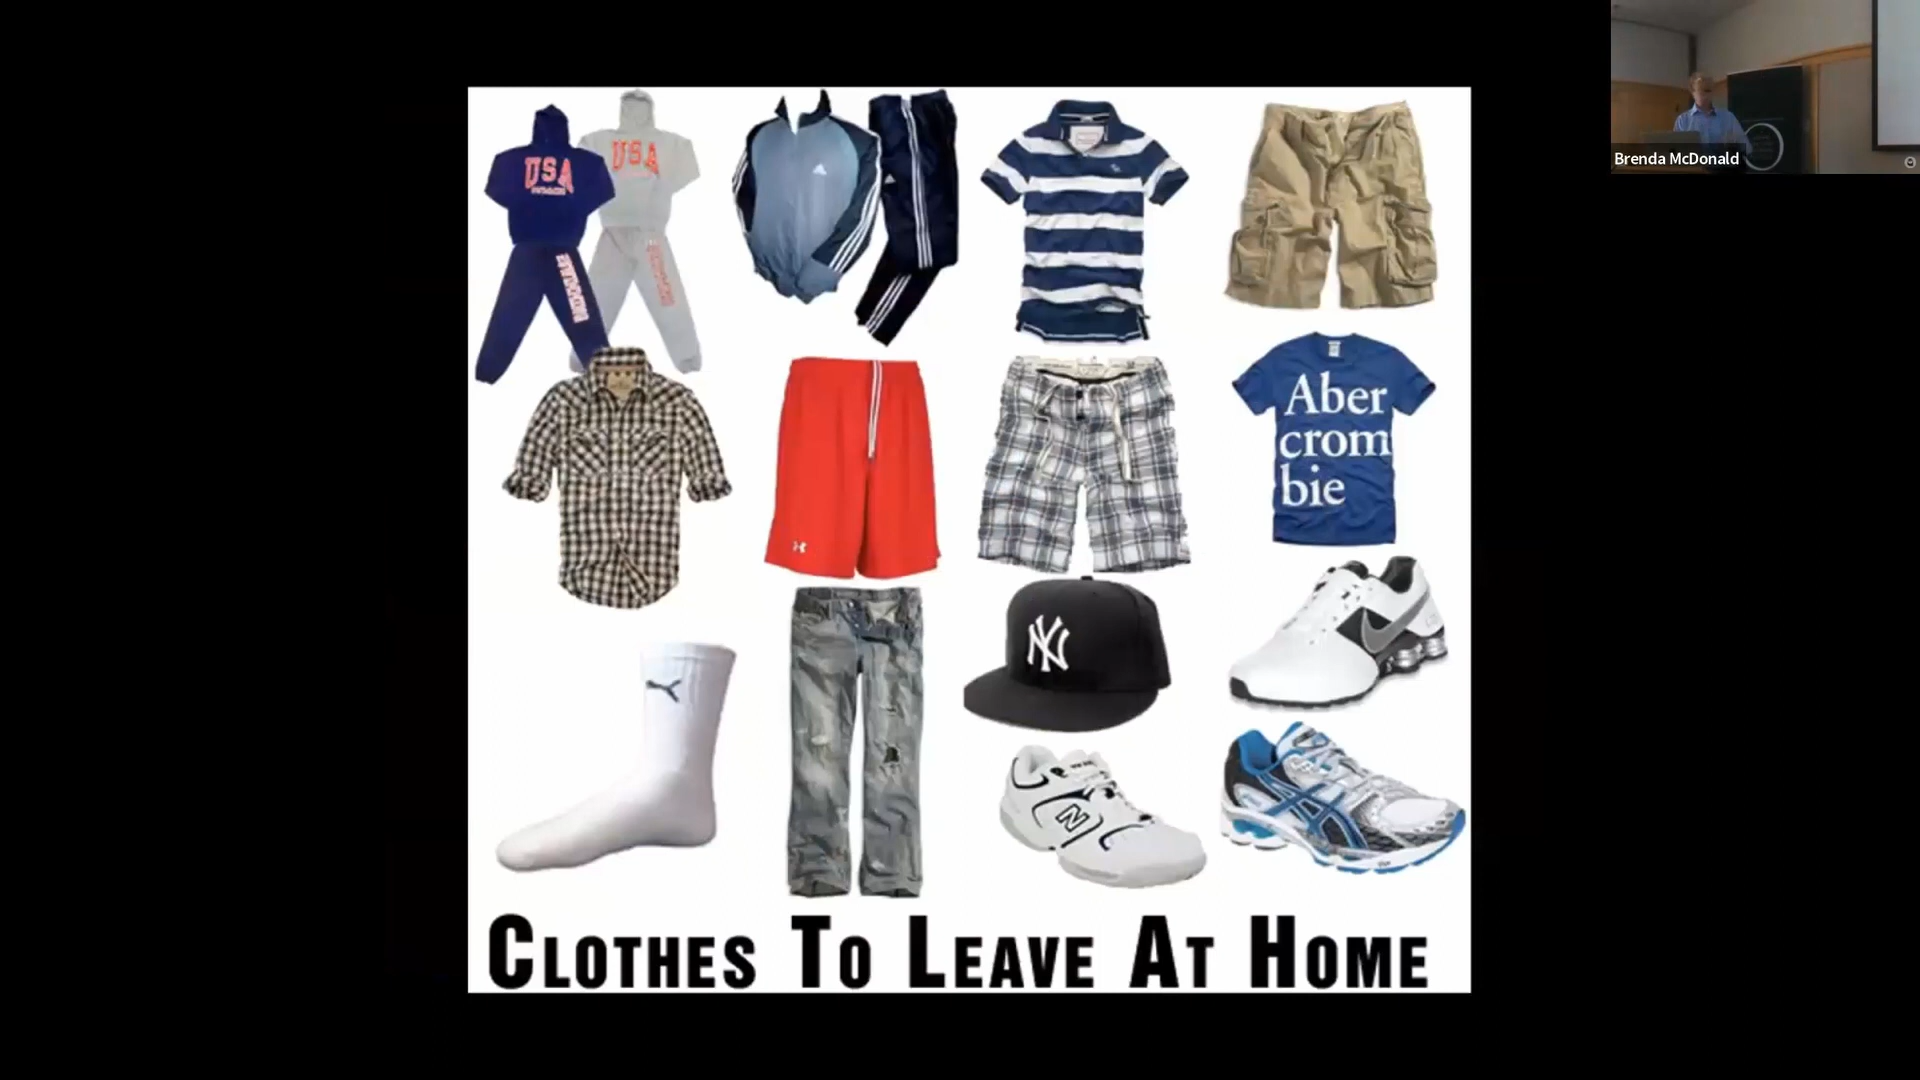 USA
USA
Aber
crom
bie
NY
N
CLOTHES TO LEAVE AT HOME
Brenda McDonald